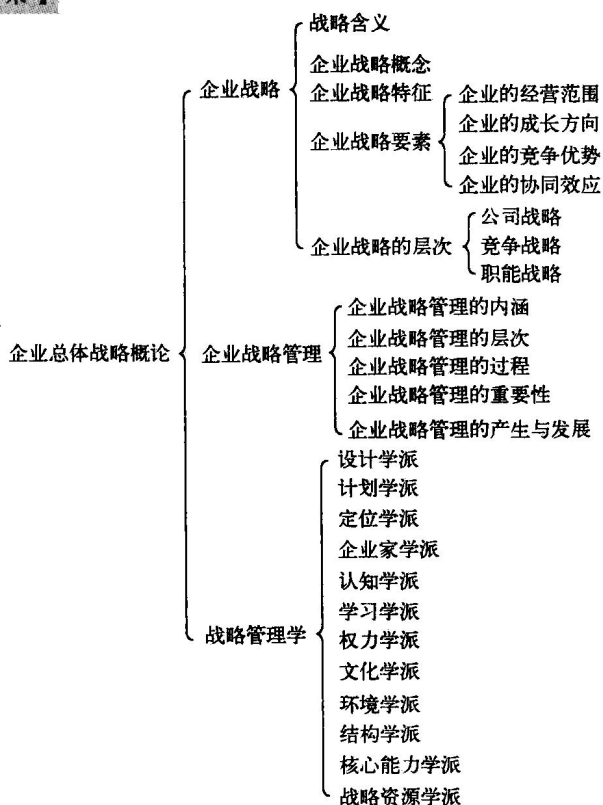 战略含义
企业战略概念
企业战略 企业战略特征 企业的经营范围
企业的成长方向
企业战略要素
企业的竞争优势
企业的协同效应
公司战略
企业战略的层次 竞争战略
职能战略
企业战略管理的内涵
企业战略管理的层次
企业总体战略概论 企业战略管理 企业战略管理的过程
企业战略管理的重要性
企业战略管理的产生与发展
设计学派
计划学派
定位学派
企业家学派
认知学派
学习学派
战略管理学 权力学派
文化学派
环境学派
结构学派
核心能力学派
战略资源学派